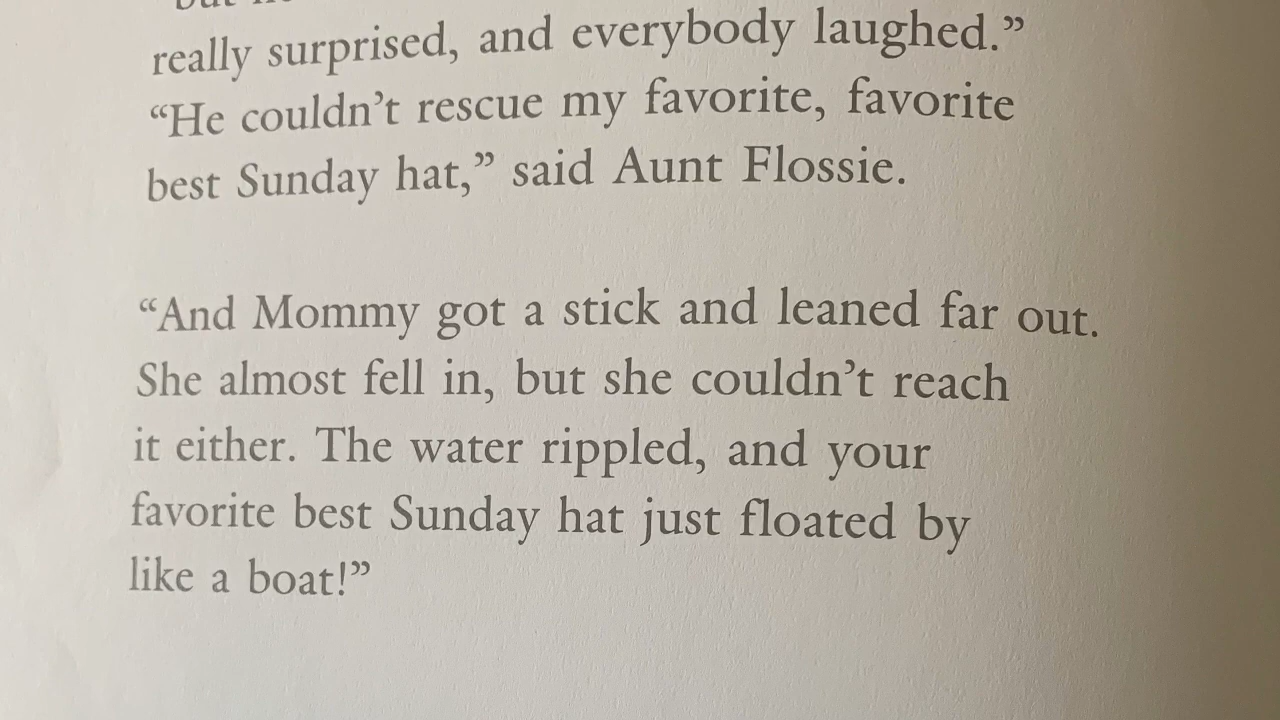 really surprised, and everybody laughed.”
“He couldn’t rescue my favorite, favorite
best Sunday hat,” said Aunt Flossie.
“And Mommy got a stick and leaned far out.
She almost fell in, but she couldn’t reach
it either. The water rippled, and your
favorite best Sunday hat just floated by
like a boat!”